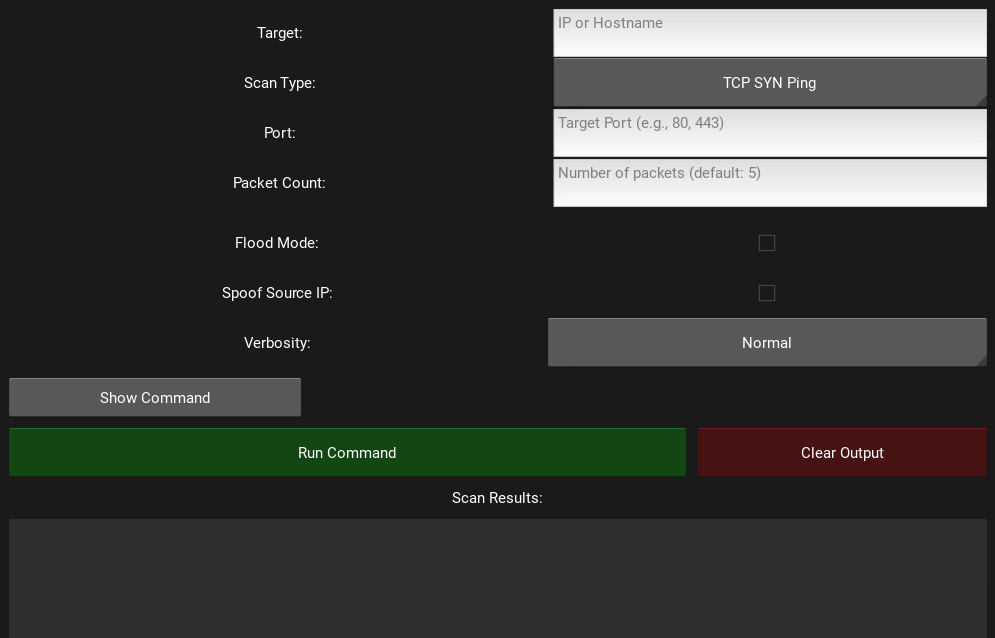 Target:
IP or Hostname
Scan Type:
TCP SYN Ping
Port:
Target Port (e.g., 80, 443)
Packet Count:
Number of packets (default: 5)
Flood Mode:
Spoof Source IP:
Verbosity:
Normal
Show Command
Run Command
Clear Output
Scan Results: